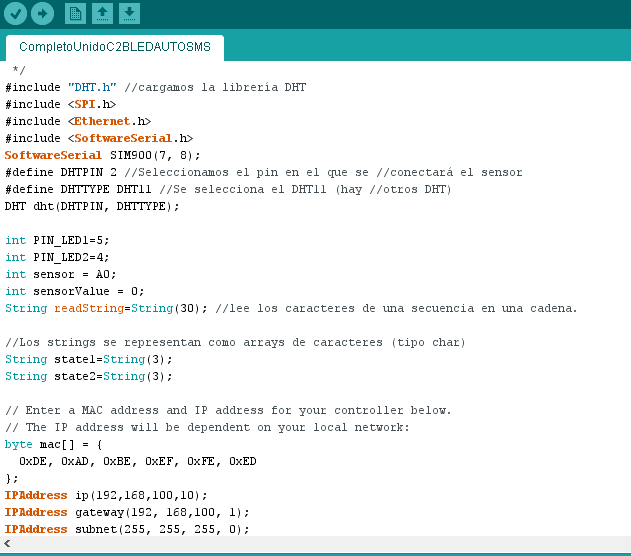 CompletoUnidoC2BLEDAUTOSMS
*/
#include "DHT.h" //cargamos la librería DHT
#include <SPI.h>
#include <Ethernet.h>
#include <SoftwareSerial.h>
SoftwareSerial SIM900(7, 8);
#define DHTPIN 2 //Seleccionamos el pin en el que se //conectará el sensor
#define DHTTYPE DHT11 //Se selecciona el DHT11 (hay //otros DHT)
DHT dht(DHTPIN, DHTTYPE);
int PIN_LED1=5;
int PIN_LED2=4;
int sensor = A0;
int sensorValue = 0;
String readString=String(30); //lee los caracteres de una secuencia en una cadena.
//Los strings se representan como arrays de caracteres (tipo char)
String state1=String(3);
String state2=String(3);
// Enter a MAC address and IP address for your controller below.
// The IP address will be dependent on your local network:
byte mac[] = {
0xDE, 0xAD, 0xBE, 0xEF, 0xFE, 0xED
};
IPAddress ip(192,168,100,10);
IPAddress gateway(192, 168,100, 1);
IPAddress subnet(255, 255, 255, 0);